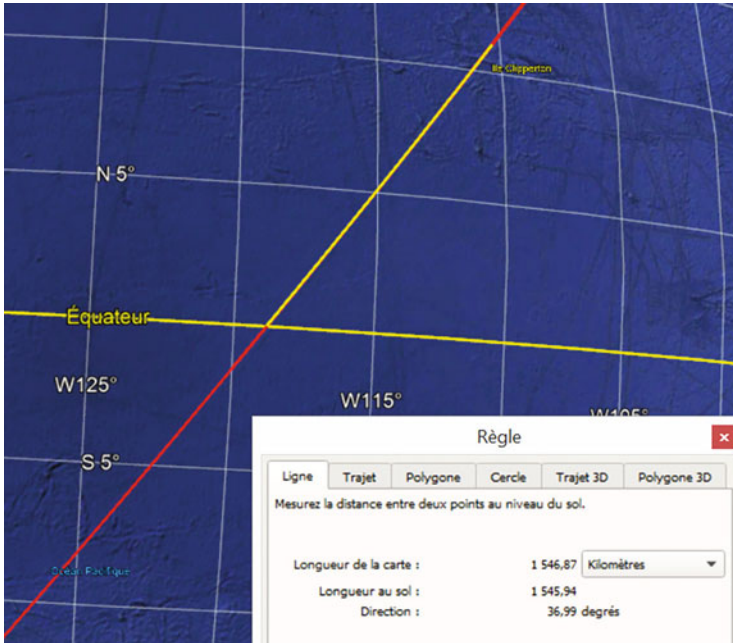 Ile Clipperton
N 5°
Équateur
W125°
W115°
W105°
S 5°
Océan Pacifique
Règle
x
Ligne Trajet Polygone Cercle Trajet 3D Polygone 3D
Mesurez la distance entre deux points au niveau du sol.
Longueur de la carte : 1 546,87 Kilomètres
Longueur au sol : 1 545,94
Direction : 36,99 degrés